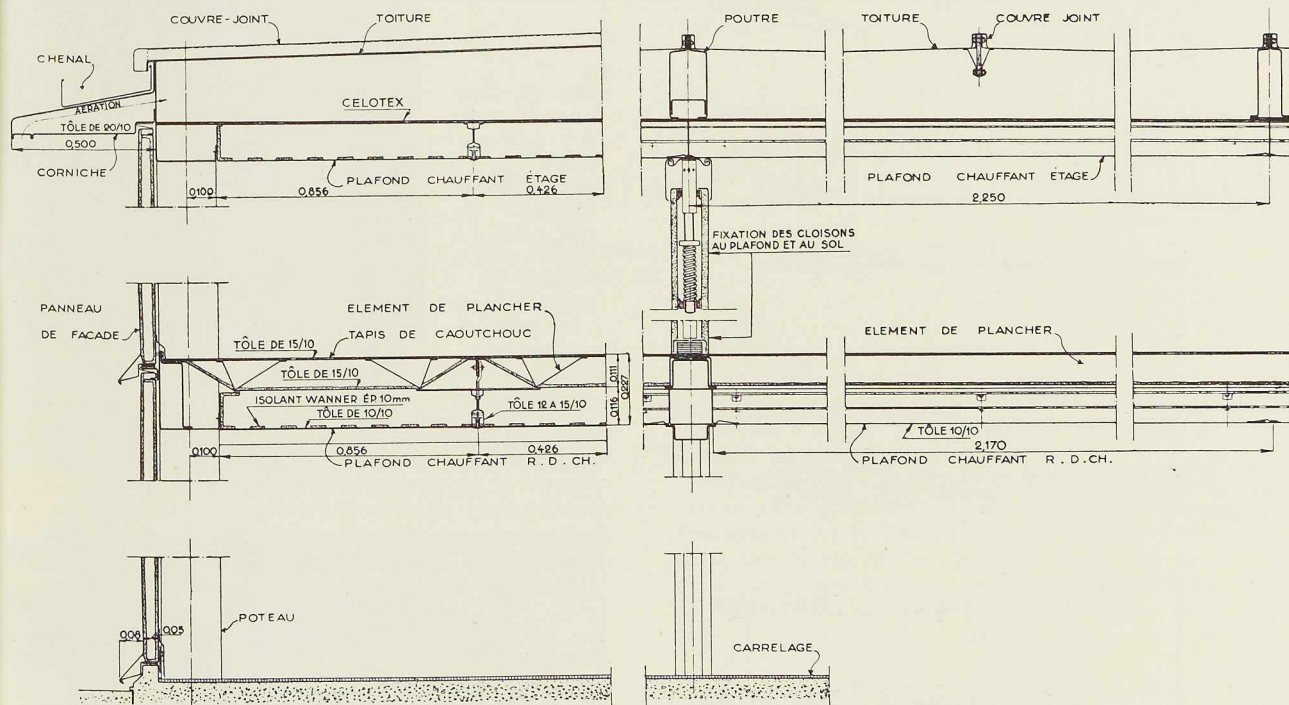 COUVRE-JOINT
TOITURE
CHENAL
AÉRATION
CELOTEX
TÔLE DE 20/10
0,500
CORNICHE
PLAFOND CHAUFFANT ÉTAGE
0,100
0,856
0,426
POUTRE
TOITURE
COUVRE JOINT
PLAFOND CHAUFFANT ÉTAGE
2,250
FIXATION DES CLOISONS
AU PLAFOND ET AU SOL
PANNEAU
DE FACADE
ELEMENT DE PLANCHER
TAPIS DE CAOUTCHOUC
TÔLE DE 15/10
TÔLE DE 15/10
ISOLANT WANNER ÉP 10mm
TÔLE DE 10/10
TÔLE 12 A 15/10
0,111
0,116
0,227
0,100
0,856
0,426
PLAFOND CHAUFFANT R.D.CH.
ELEMENT DE PLANCHER
TÔLE 10/10
2,170
PLAFOND CHAUFFANT R.D.CH.
POTEAU
0,08
0,05
CARRELAGE